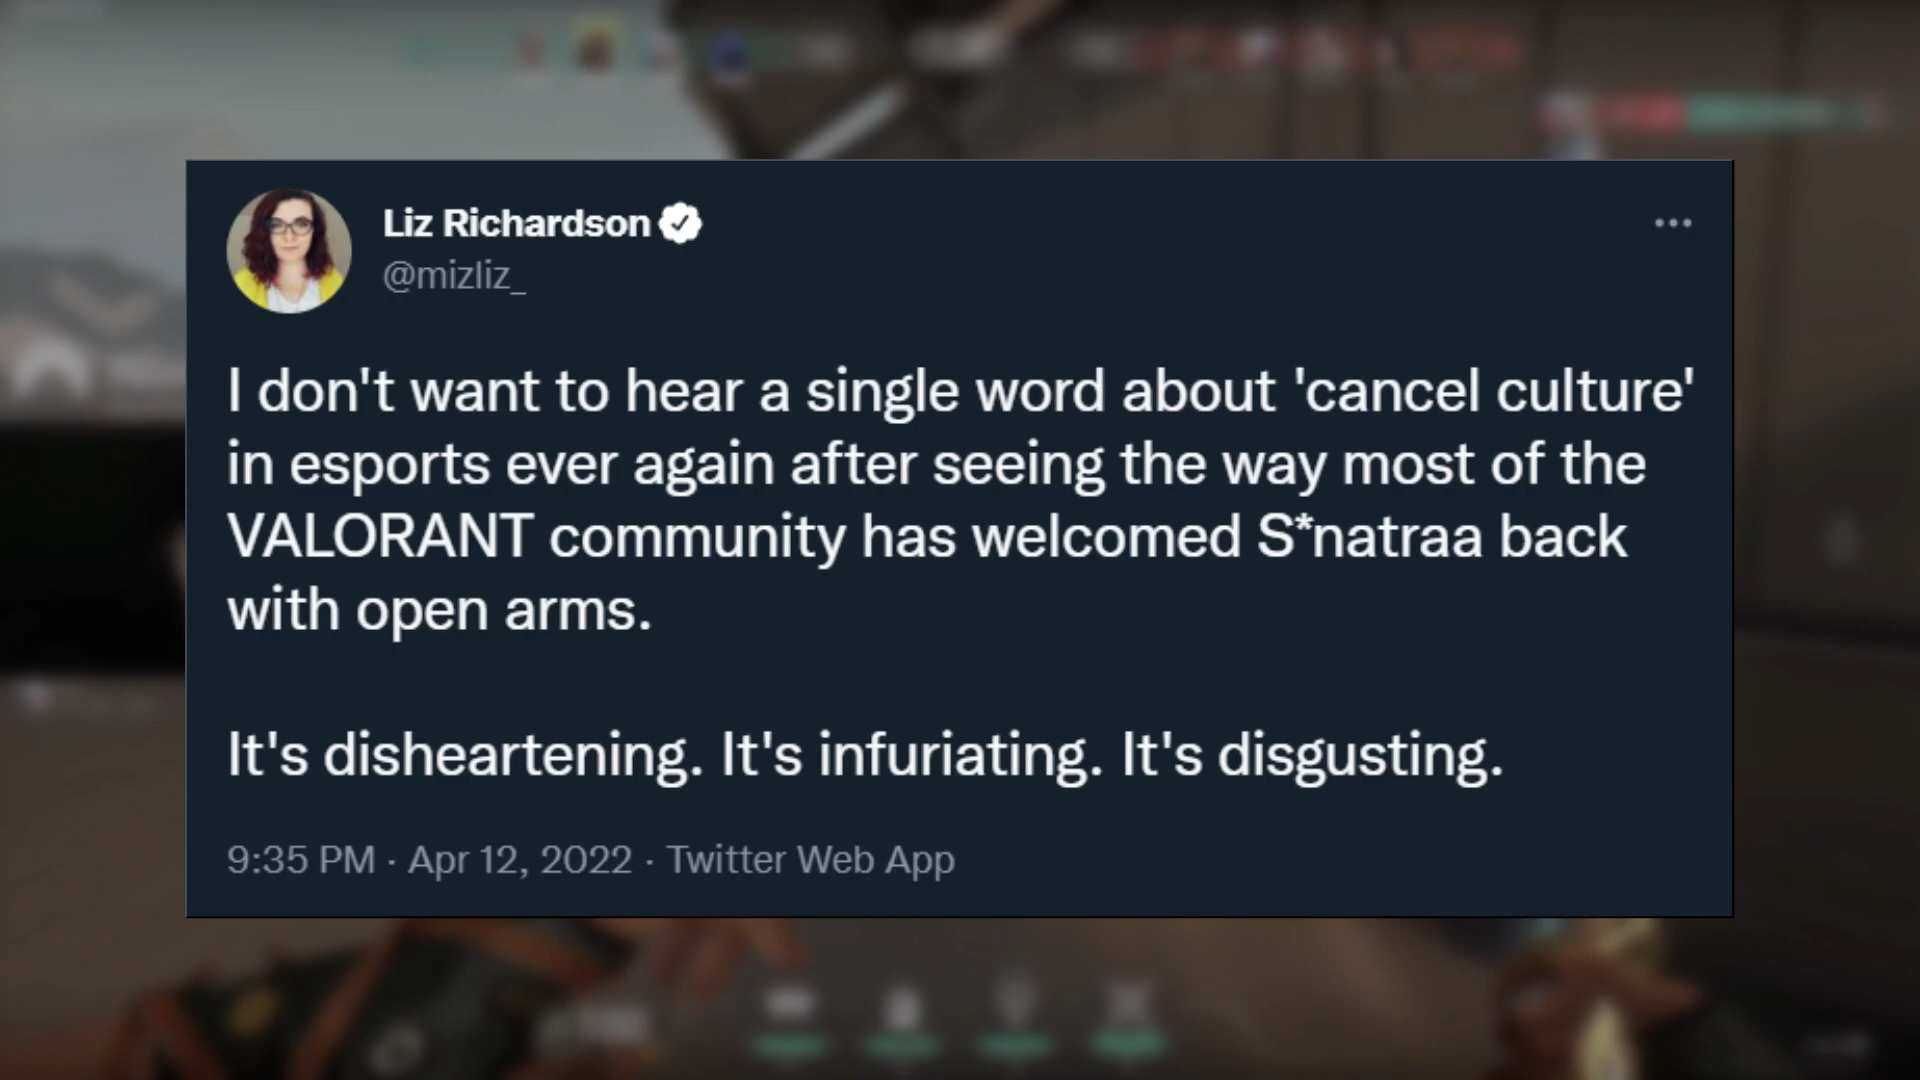 Liz Richardson
@mizliz_
I don't want to hear a single word about 'cancel culture'
in esports ever again after seeing the way most of the
VALORANT community has welcomed S*natraa back
with open arms.
It's disheartening. It's infuriating. It's disgusting.
9:35 PM · Apr 12, 2022 · Twitter Web App